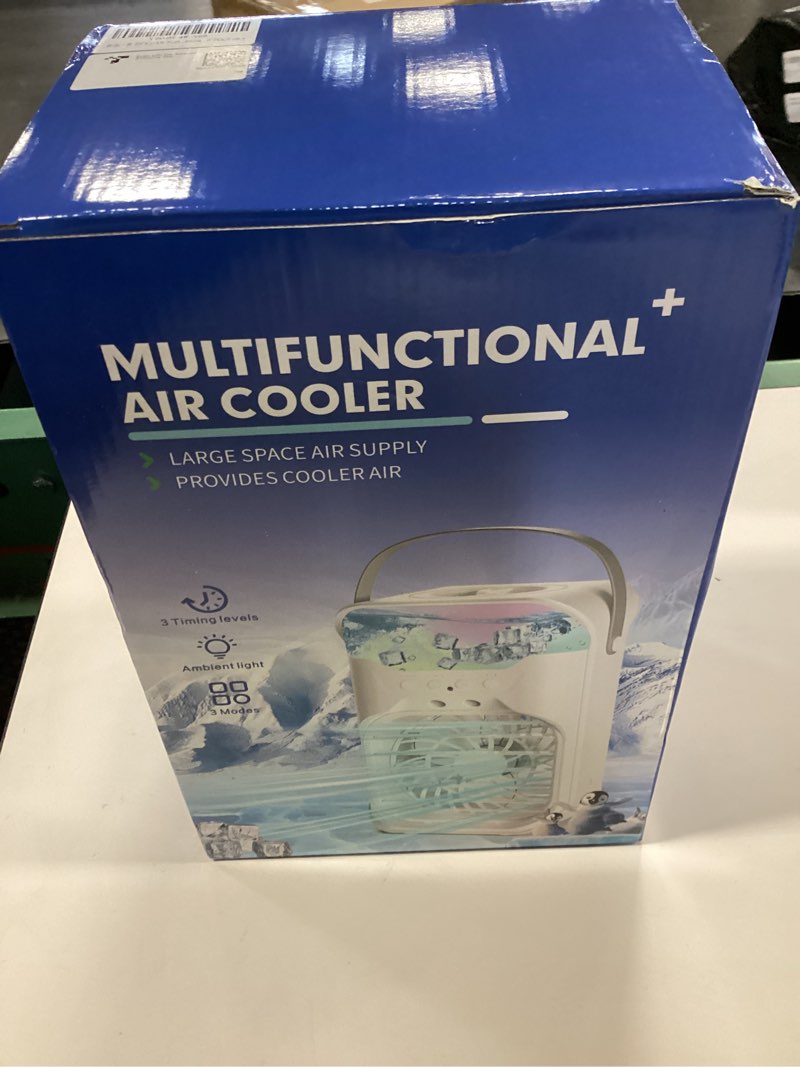 MULTIFUNCTIONAL+
AIR COOLER
LARGE SPACE AIR SUPPLY
PROVIDES COOLER AIR
3 Timing levels
Ambient light
3 Modes